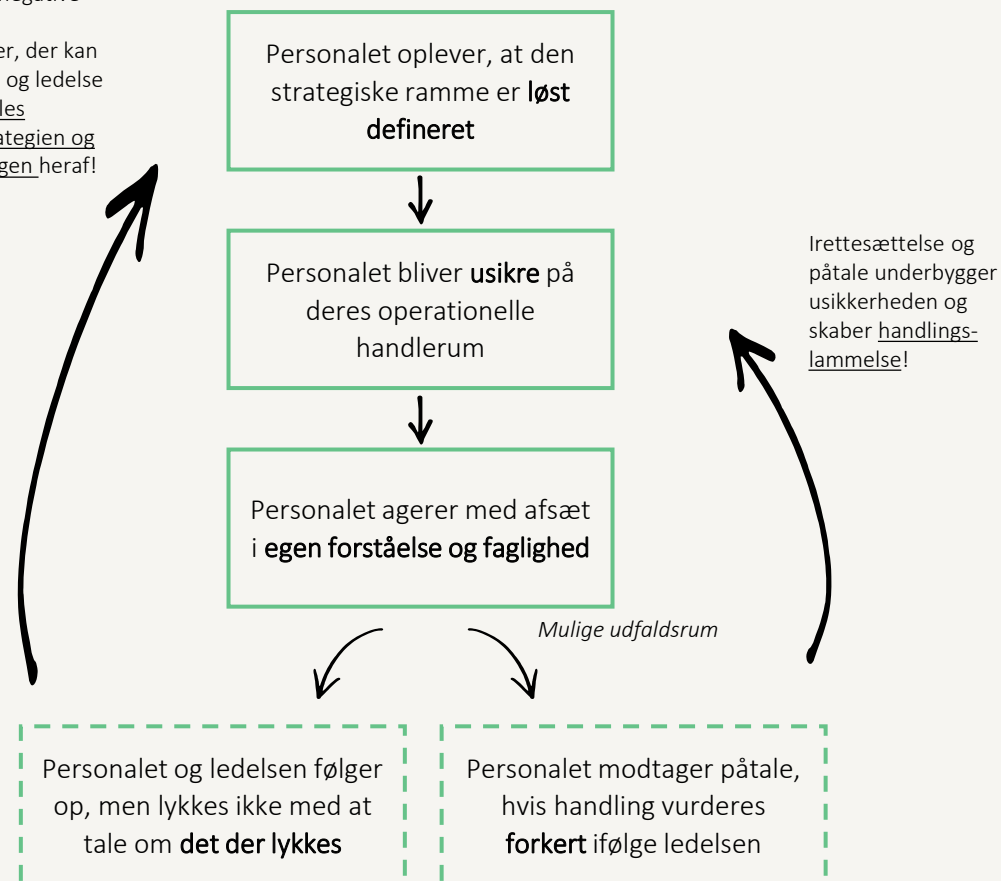 negative
er, der kan
og ledelse
les
ategien og
gen heraf!
Personalet oplever, at den
strategiske ramme er løst
defineret
Personalet bliver usikre på
deres operationelle
handlerum
Irettesættelse og
påtale underbygger
usikkerheden og
skaber handlings-
lammelse!
Personalet agerer med afsæt
i egen forståelse og faglighed
Mulige udfaldsrum
Personalet og ledelsen følger
op, men lykkes ikke med at
tale om det der lykkes
Personalet modtager påtale,
hvis handling vurderes
forkert ifølge ledelsen